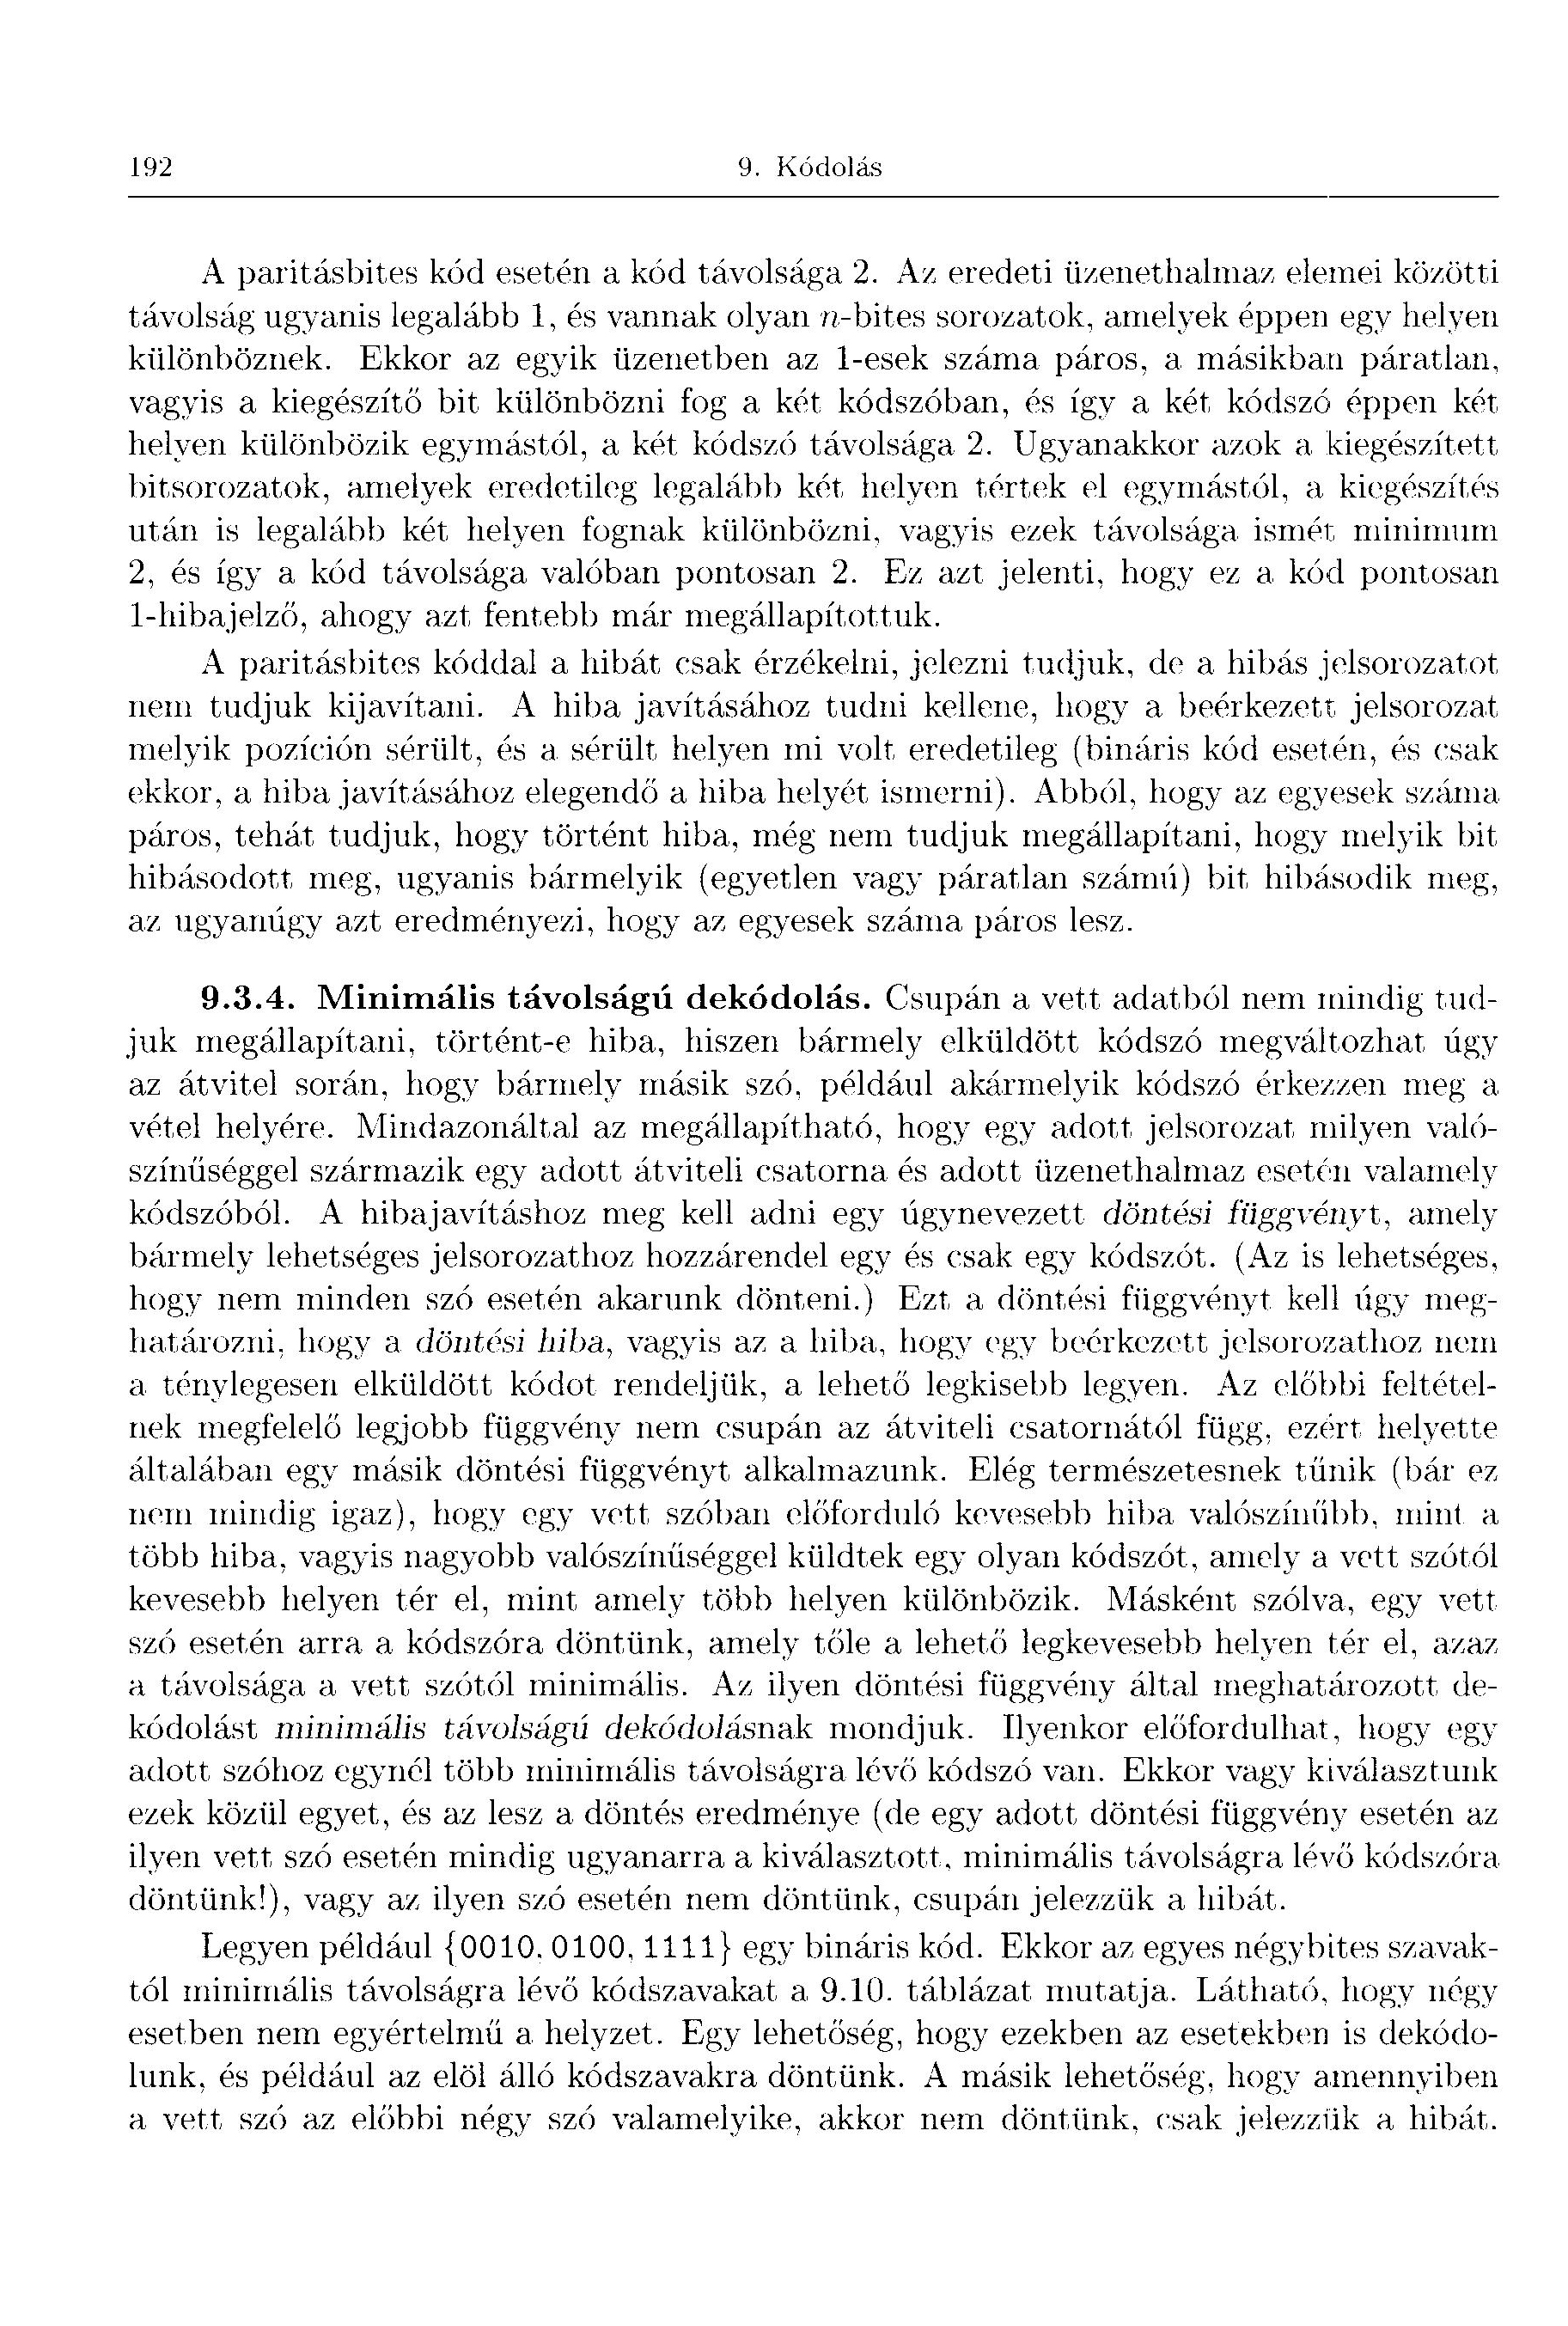 192
9. Kódolás
A paritásbites kód esetén a kód távolsága 2. Az eredeti üzenethalmaz elemei közötti
távolság ugyanis legalább 1, és vannak olyan n-bites sorozatok, amelyek éppen egy helyen
különböznek. Ekkor az egyik üzenetben az 1-esek száma páros, a másikban páratlan,
vagyis a kiegészítő bit különbözni fog a két kódszóban, és így a két kódszó éppen két
helyen különbözik egymástól, a két kódszó távolsága 2. Ugyanakkor azok a kiegészített
bitsorozatok, amelyek eredetileg legalább két helyen tértek el egymástól, a kiegészítés
után is legalább két helyen fognak különbözni, vagyis ezek távolsága ismét minimum
2, és így a kód távolsága valóban pontosan 2. Ez azt jelenti, hogy ez a kód pontosan
1-hibajelző, ahogy azt fentebb már megállapítottuk.
A paritásbites kóddal a hibát csak érzékelni, jelezni tudjuk, de a hibás jelsorozatot
nem tudjuk kijavítani. A hiba javításához tudni kellene, hogy a beérkezett jelsorozat
melyik pozíción sérült, és a sérült helyen mi volt eredetileg (bináris kód esetén, és csak
ekkor, a hiba javításához elegendő a hiba helyét ismerni). Abból, hogy az egyesek száma
páros, tehát tudjuk, hogy történt hiba, még nem tudjuk megállapítani, hogy melyik bit
hibásodott meg, ugyanis bármelyik (egyetlen vagy páratlan számú) bit hibásodik meg,
az ugyanúgy azt eredményezi, hogy az egyesek száma páros lesz.
9.3.4. Minimális távolságú dekódolás. Csupán a vett adatból nem mindig tud-
juk megállapítani, történt-e hiba, hiszen bármely elküldött kódszó megváltozhat úgy
az átvitel során, hogy bármely másik szó, például akármelyik kódszó érkezzen meg a
vétel helyére. Mindazonáltal az megállapítható, hogy egy adott jelsorozat milyen való-
színűséggel származik egy adott átviteli csatorna és adott üzenethalmaz esetén valamely
kódszóból. A hibajavításhoz meg kell adni egy úgynevezett döntési függvényt, amely
bármely lehetséges jelsorozathoz hozzárendel egy és csak egy kódszót. (Az is lehetséges,
hogy nem minden szó esetén akarunk dönteni.) Ezt a döntési függvényt kell úgy meg-
határozni, hogy a döntési hiba, vagyis az a hiba, hogy egy beérkezett jelsorozathoz nem
a ténylegesen elküldött kódot rendeljük, a lehető legkisebb legyen. Az előbbi feltétel-
nek megfelelő legjobb függvény nem csupán az átviteli csatornától függ, ezért helyette
általában egy másik döntési függvényt alkalmazunk. Elég természetesnek tűnik (bár ez
nem mindig igaz), hogy egy vett szóban előforduló kevesebb hiba valószínűbb, mint a
több hiba, vagyis nagyobb valószínűséggel küldtek egy olyan kódszót, amely a vett szótól
kevesebb helyen tér el, mint amely több helyen különbözik. Másként szólva, egy vett
szó esetén arra a kódszóra döntünk, amely tőle a lehető legkevesebb helyen tér el, azaz
a távolsága a vett szótól minimális. Az ilyen döntési függvény által meghatározott de-
kódolást minimális távolságú dekódolásnak mondjuk. Ilyenkor előfordulhat, hogy egy
adott szóhoz egynél több minimális távolságra lévő kódszó van. Ekkor vagy kiválasztunk
ezek közül egyet, és az lesz a döntés eredménye (de egy adott döntési függvény esetén az
ilyen vett szó esetén mindig ugyanarra a kiválasztott, minimális távolságra lévő kódszóra
döntünk!), vagy az ilyen szó esetén nem döntünk, csupán jelezzük a hibát.
Legyen például {0010, 0100, 1111} egy bináris kód. Ekkor az egyes négybites szavak-
tól minimális távolságra lévő kódszavakat a 9.10. táblázat mutatja. Látható, hogy négy
esetben nem egyértelmű a helyzet. Egy lehetőség, hogy ezekben az esetekben is dekódo-
lunk, és például az elöl álló kódszavakra döntünk. A másik lehetőség, hogy amennyiben
a vett szó az előbbi négy szó valamelyike, akkor nem döntünk, csak jelezzük a hibát.